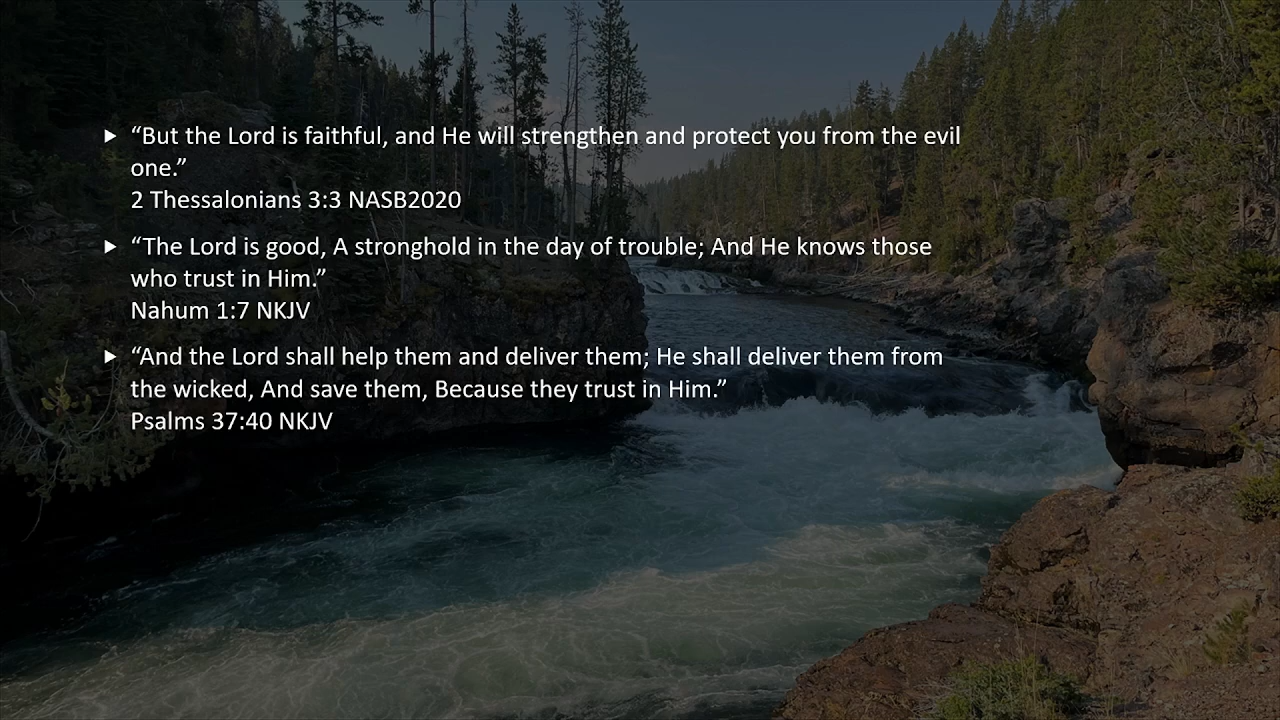 “But the Lord is faithful, and He will strengthen and protect you from the evil
one.”
2 Thessalonians 3:3 NASB2020
“The Lord is good, A stronghold in the day of trouble; And He knows those
who trust in Him.”
Nahum 1:7 NKJV
“And the Lord shall help them and deliver them; He shall deliver them from
the wicked, And save them, Because they trust in Him.”
Psalms 37:40 NKJV